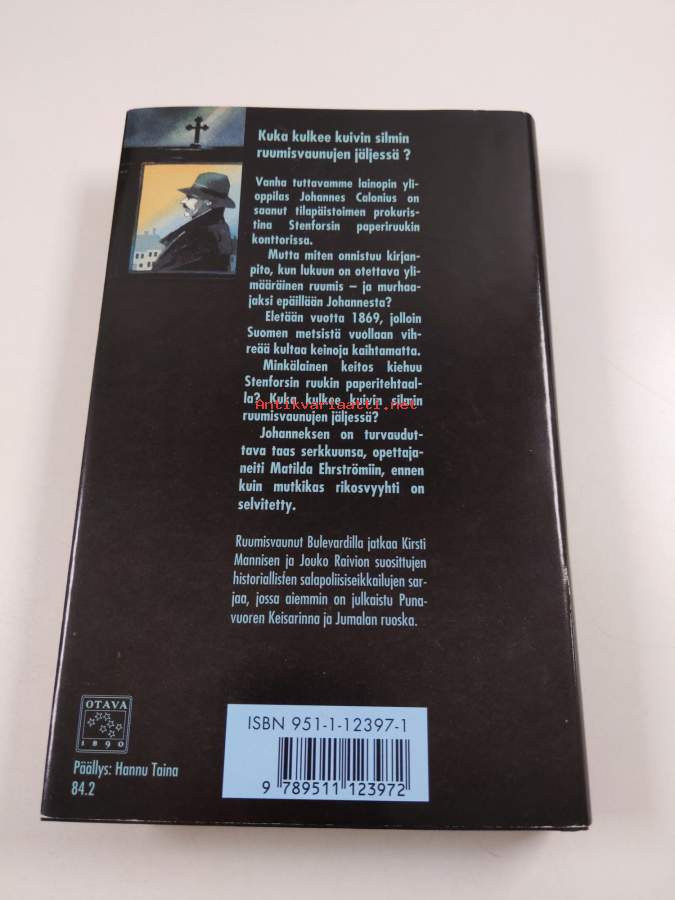 Kuka kulkee kuivin silmin
ruumisvaunujen jäljessä ?
Vanha tuttavamme lainopin yli-
oppilas Johannes Calonius on
saanut tilapäistoimen prokuris-
tina Stenforsin paperiruukin
konttorissa.
Mutta miten onnistuu kirjan-
pito, kun lukuun on otettava yli-
määräinen ruumis – ja murhaa-
jaksi epäillään Johannesta?
Eletään vuotta 1869, jolloin
Suomen metsistä vuollaan vih-
reää kultaa keinoja kaihtamatta.
Minkälainen keitos kiehuu
Stenforsin ruukin paperitehtaal-
la? Kuka kulkee kuivin silmin
Antikvariaatti.net
ruumisvaunujen jäljessä?
Johanneksen on turvaudut-
tava taas serkkuunsa, opettaja-
neiti Matilda Ehrströmiin, ennen
kuin mutkikas rikosvyyhti on
selvitetty.
Ruumisvaunut Bulevardilla jatkaa Kirsti
Mannisen ja Jouko Raivion suosittujen
historiallisten salapoliisiseikkailujen sar-
jaa, jossa aiemmin on julkaistu Puna-
vuoren Keisarinna ja Jumalan ruoska.
OTAVA
1890
Päällys: Hannu Taina
84.2
ISBN 951-1-12397-1
9 789511 123972